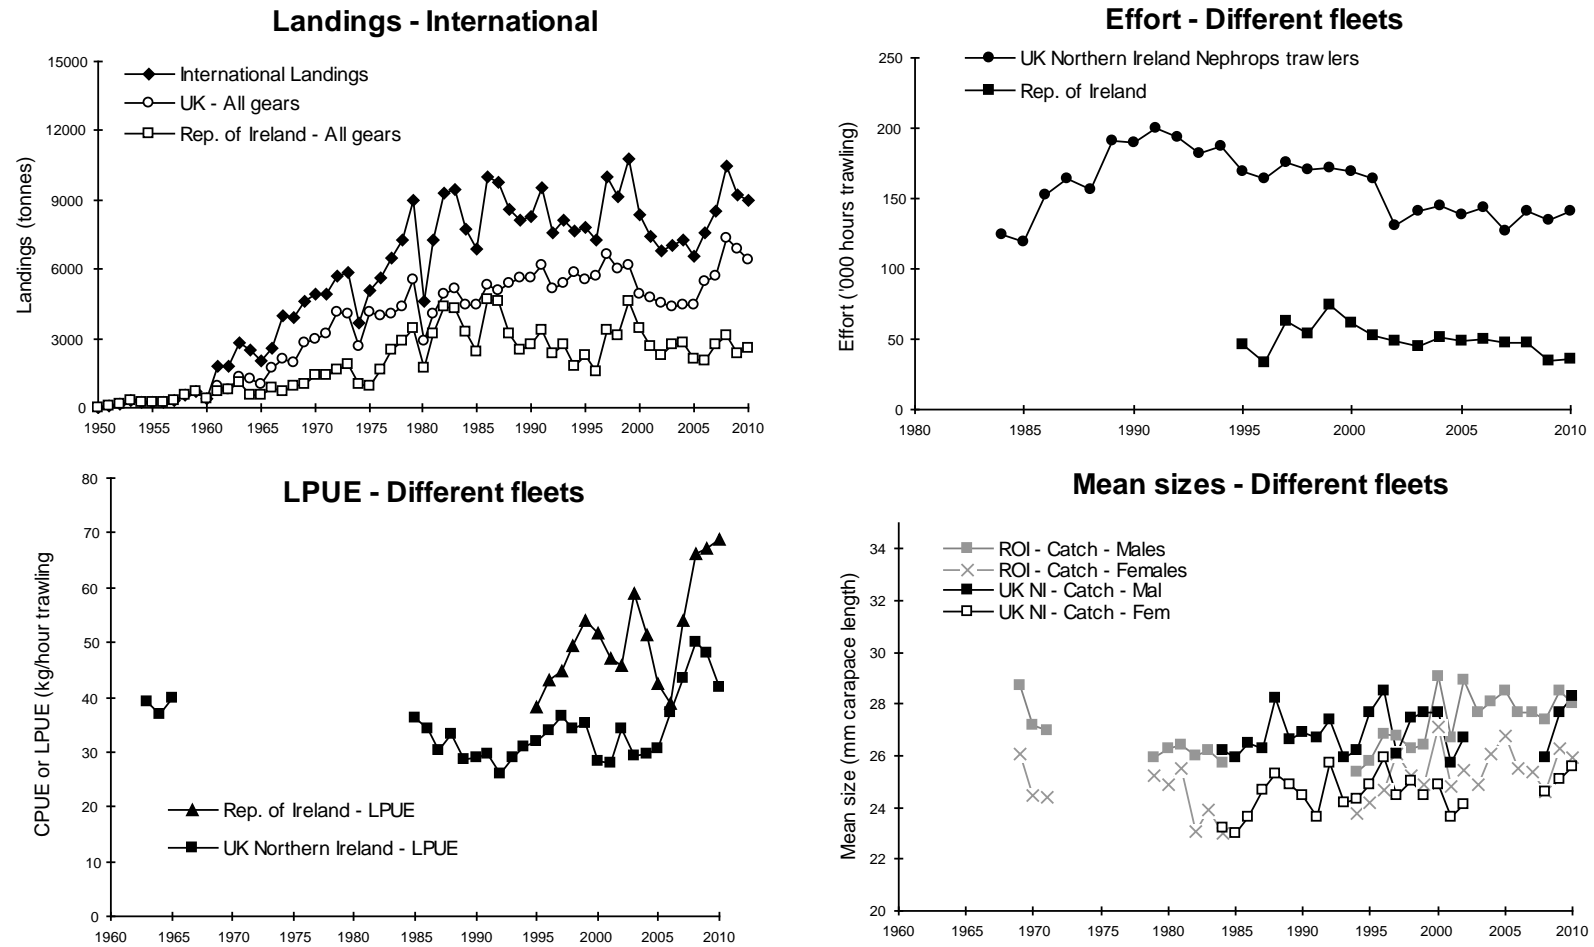 Landings - International
15000
12000
9000
6000
3000
0
Landings (tonnes)
International Landings
UK - All gears
Rep. of Ireland - All gears
1950 1955 1960 1965 1970 1975 1980 1985 1990 1995 2000 2005 2010
Effort - Different fleets
250
200
150
100
50
0
Effort ('000 hours trawling)
UK Northern Ireland Nephrops trawlers
Rep. of Ireland
1980 1985 1990 1995 2000 2005 2010
LPUE - Different fleets
80
70
60
50
40
30
20
10
0
CPUE or LPUE (kg/hour trawling
Rep. of Ireland - LPUE
UK Northern Ireland - LPUE
1960 1965 1970 1975 1980 1985 1990 1995 2000 2005 2010
Mean sizes - Different fleets
34
32
30
28
26
24
22
20
Mean size (mm carapace length)
ROI - Catch - Males
ROI - Catch - Females
UK NI - Catch - Mal
UK NI - Catch - Fem
1960 1965 1970 1975 1980 1985 1990 1995 2000 2005 2010